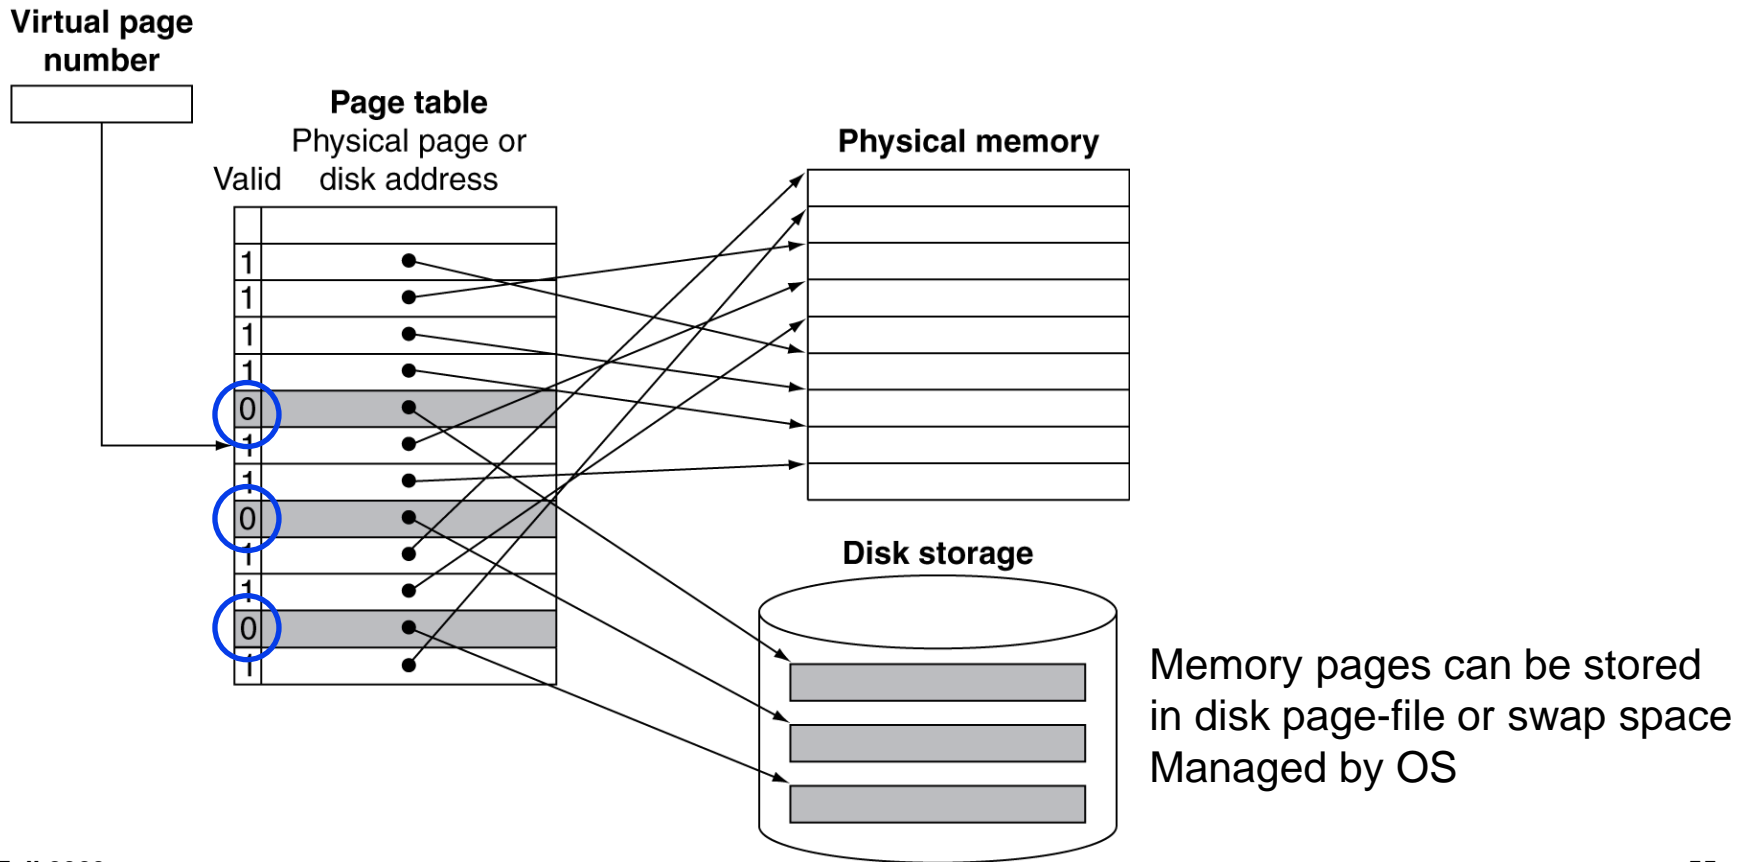 Virtual page
number
Page table
Physical page or
Valid disk address
Physical memory
1
1
1
1
0
1
1
0
1
1
0
1
Disk storage
Memory pages can be stored
in disk page-file or swap space
Managed by OS